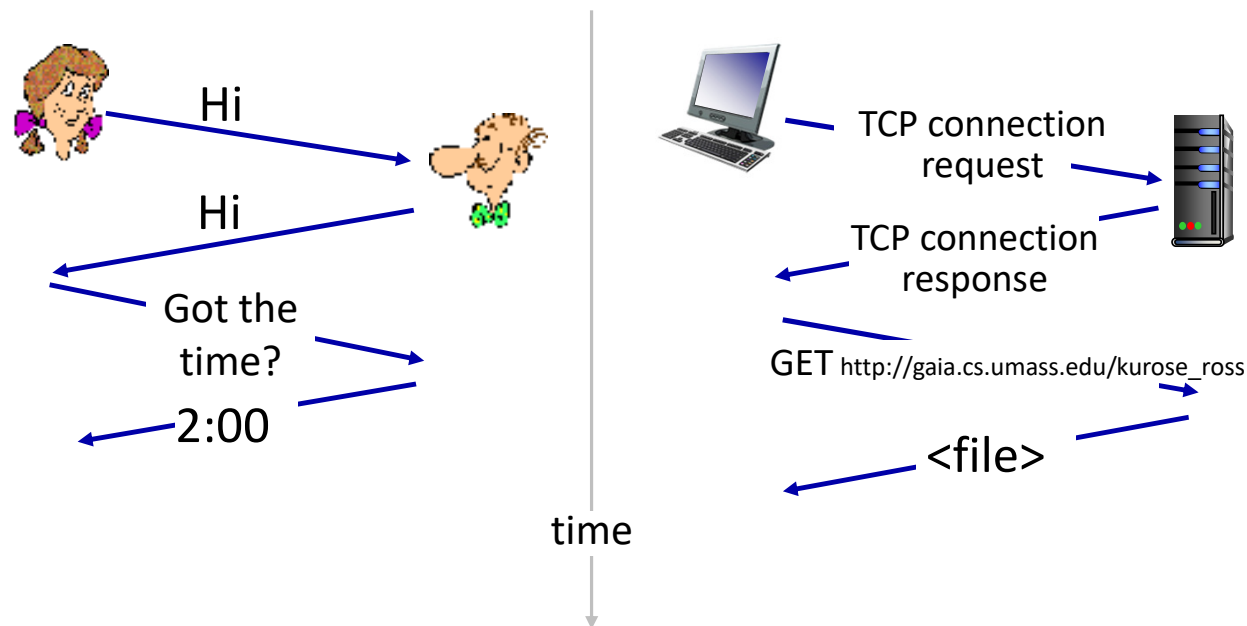 Hi
Hi
Got the
time?
2:00
TCP connection
request
TCP connection
response
GET http://gaia.cs.umass.edu/kurose_ross
<file>
time